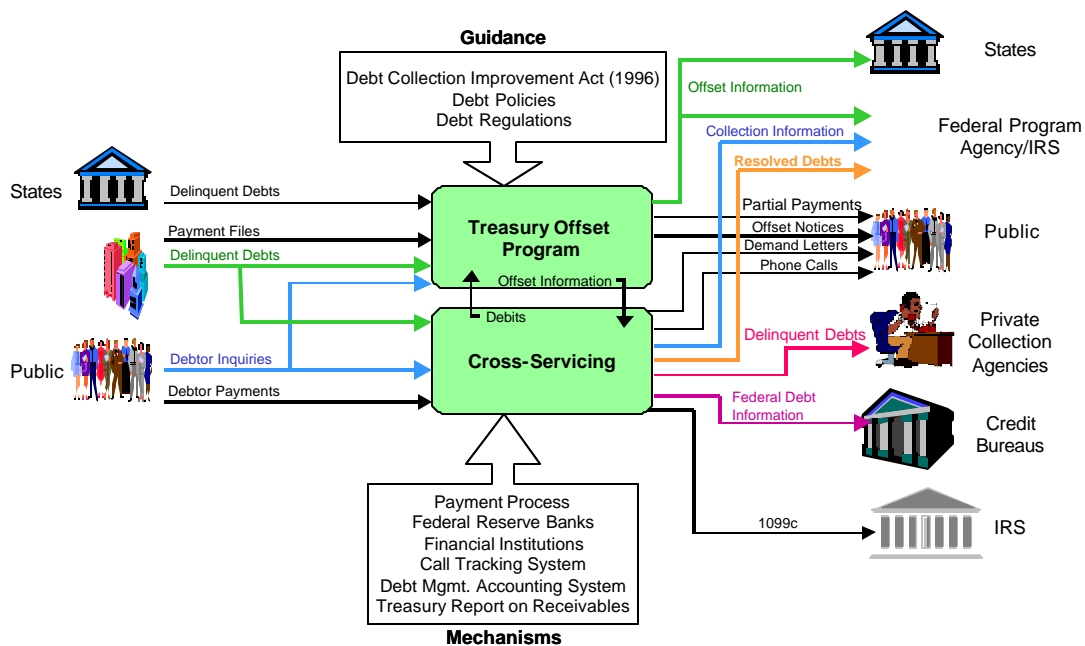 Guidance
Debt Collection Improvement Act (1996)
Debt Policies
Debt Regulations
States
Delinquent Debts
Payment Files
Delinquent Debts
Public
Debtor Inquiries
Debtor Payments
Treasury Offset
Program
Offset Information
Debits
Cross-Servicing
Offset Information
States
Collection Information
Federal Program
Agency/IRS
Resolved Debts
Partial Payments
Offset Notices
Demand Letters
Phone Calls
Public
Delinquent Debts
Private
Collection
Agencies
Federal Debt
Information
Credit
Bureaus
1099c
IRS
Payment Process
Federal Reserve Banks
Financial Institutions
Call Tracking System
Debt Mgmt. Accounting System
Treasury Report on Receivables
Mechanisms